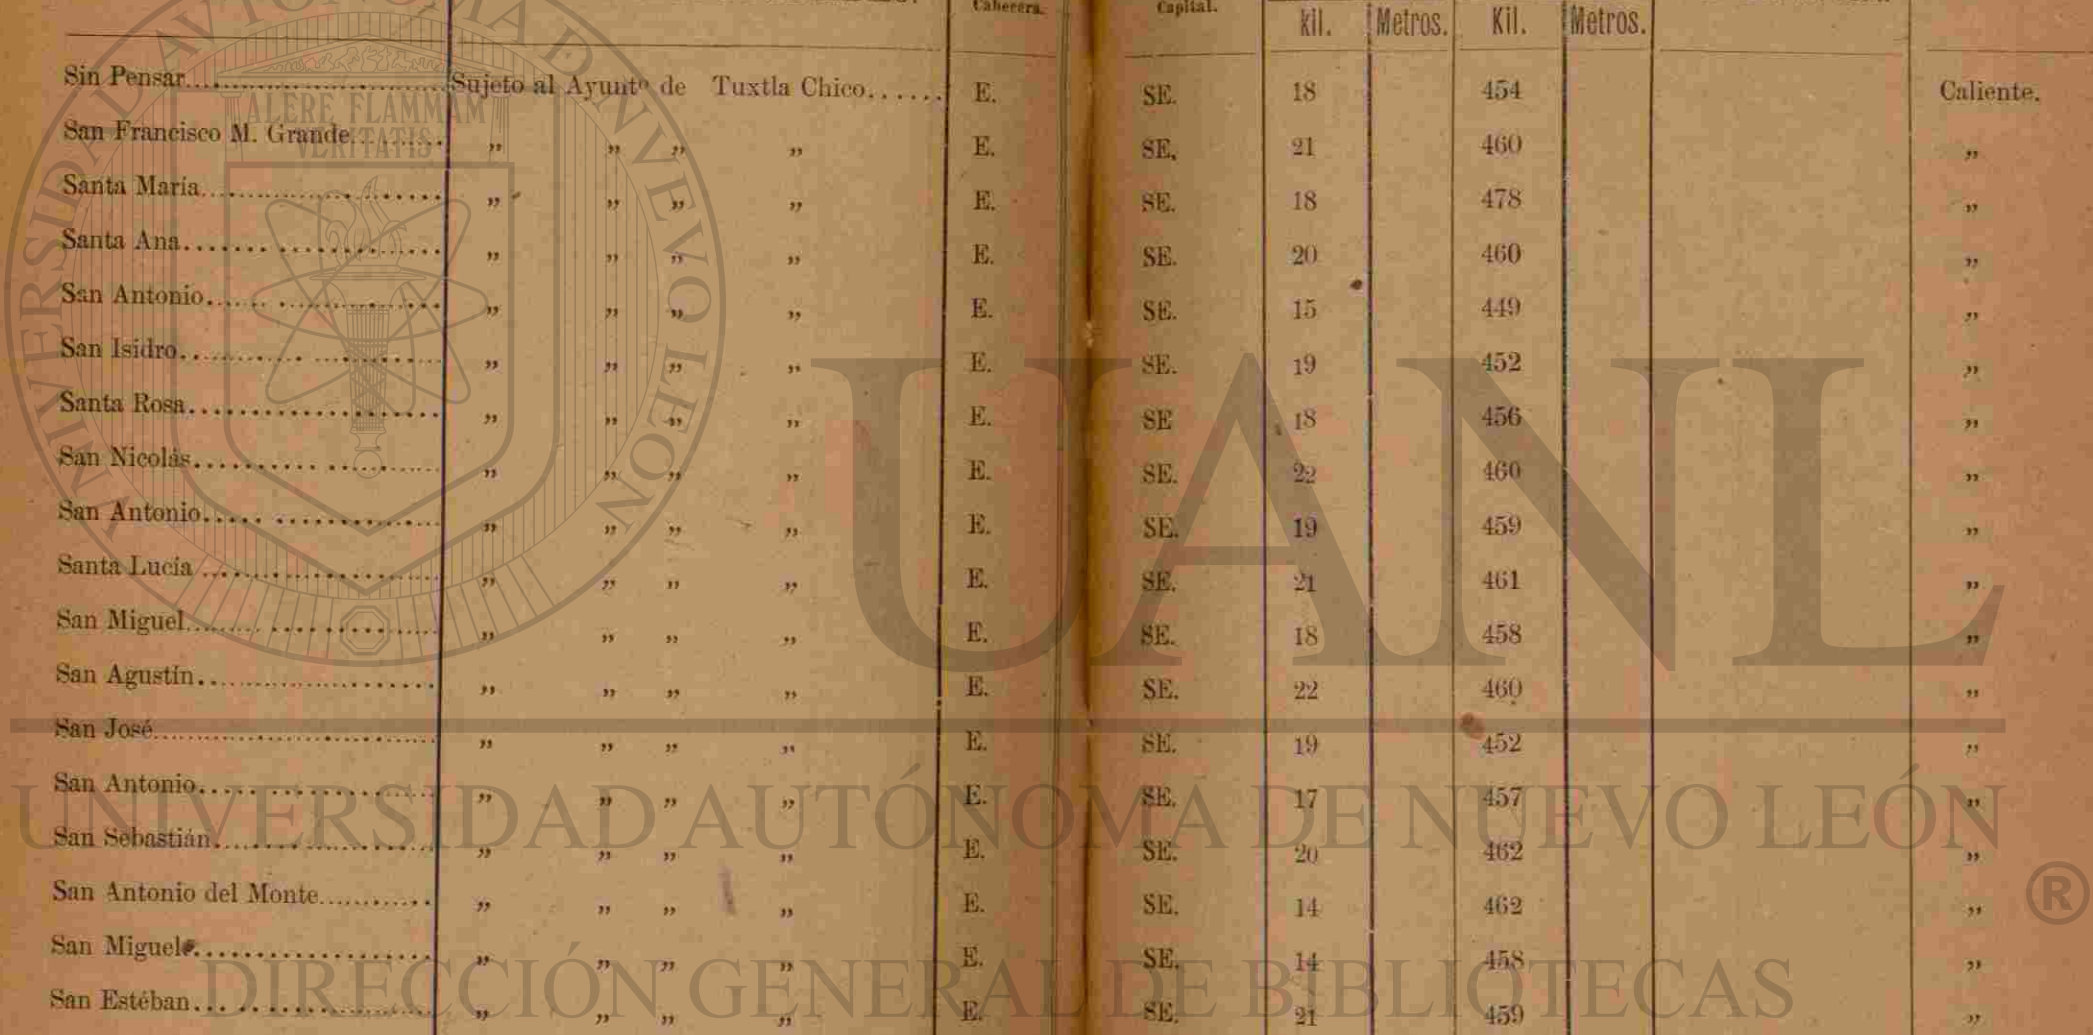 Cabecera. Capital. kil. Metros. Kil. Metros.
Sin Pensar.......... Sujeto al Ayunto de Tuxtla Chico...... E. SE. 18 454 Caliente.
San Francisco M. Grande.......... „ „ „ „ E. SE. 21 460 „
Santa María.......... „ „ „ „ E. SE. 18 478 „
Santa Ana.......... „ „ „ „ E. SE. 20 460 „
San Antonio.......... „ „ „ „ E. SE. 15 449 „
San Isidro.......... „ „ „ „ E. SE. 19 452 „
Santa Rosa.......... „ „ „ „ E. SE 18 456 „
San Nicolás.......... „ „ „ „ E. SE. 22 460 „
San Antonio.......... „ „ „ „ E. SE. 19 459 „
Santa Lucía .......... „ „ „ „ E. SE. 21 461 „
San Miguel.......... „ „ „ „ E. SE. 18 458 „
San Agustín.......... „ „ „ „ E. SE. 22 460 „
San José.......... „ „ „ „ E. SE. 19 452 „
San Antonio.......... „ „ „ „ E. SE. 17 457 „
San Sebastián.......... „ „ „ „ E. SE. 20 462 „
San Antonio del Monte.......... „ „ „ „ E. SE. 14 462 „
San Miguel.......... „ „ „ „ E. SE. 14 458 „
San Estéban.......... „ „ „ „ E. SE. 21 459 „
UNIVERSIDAD AUTÓNOMA DE NUEVO LEÓN
ALERE FLAMMAM
VERITATIS
UANL
UNIVERSIDAD AUTÓNOMA DE NUEVO LEÓN
®
DIRECCIÓN GENERAL DE BIBLIOTECAS